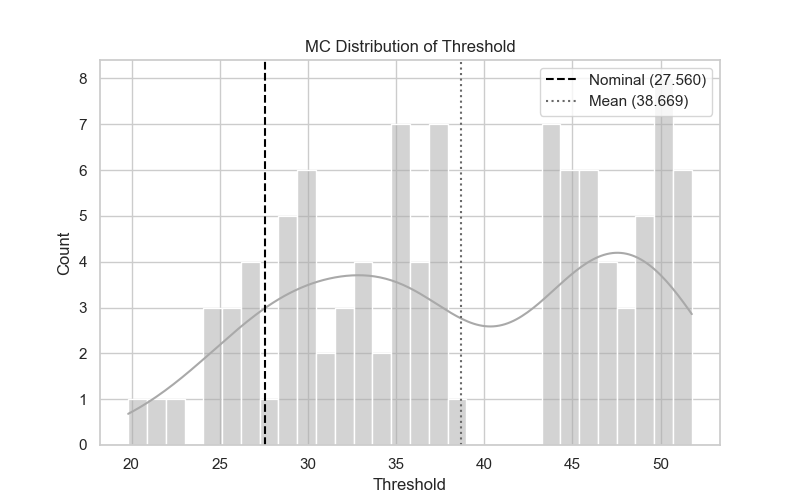 MC Distribution of Threshold
Nominal (27.560)
Mean (38.669)
8
7
6
5
4
3
2
1
0
Count
20 25 30 35 40 45 50
Threshold